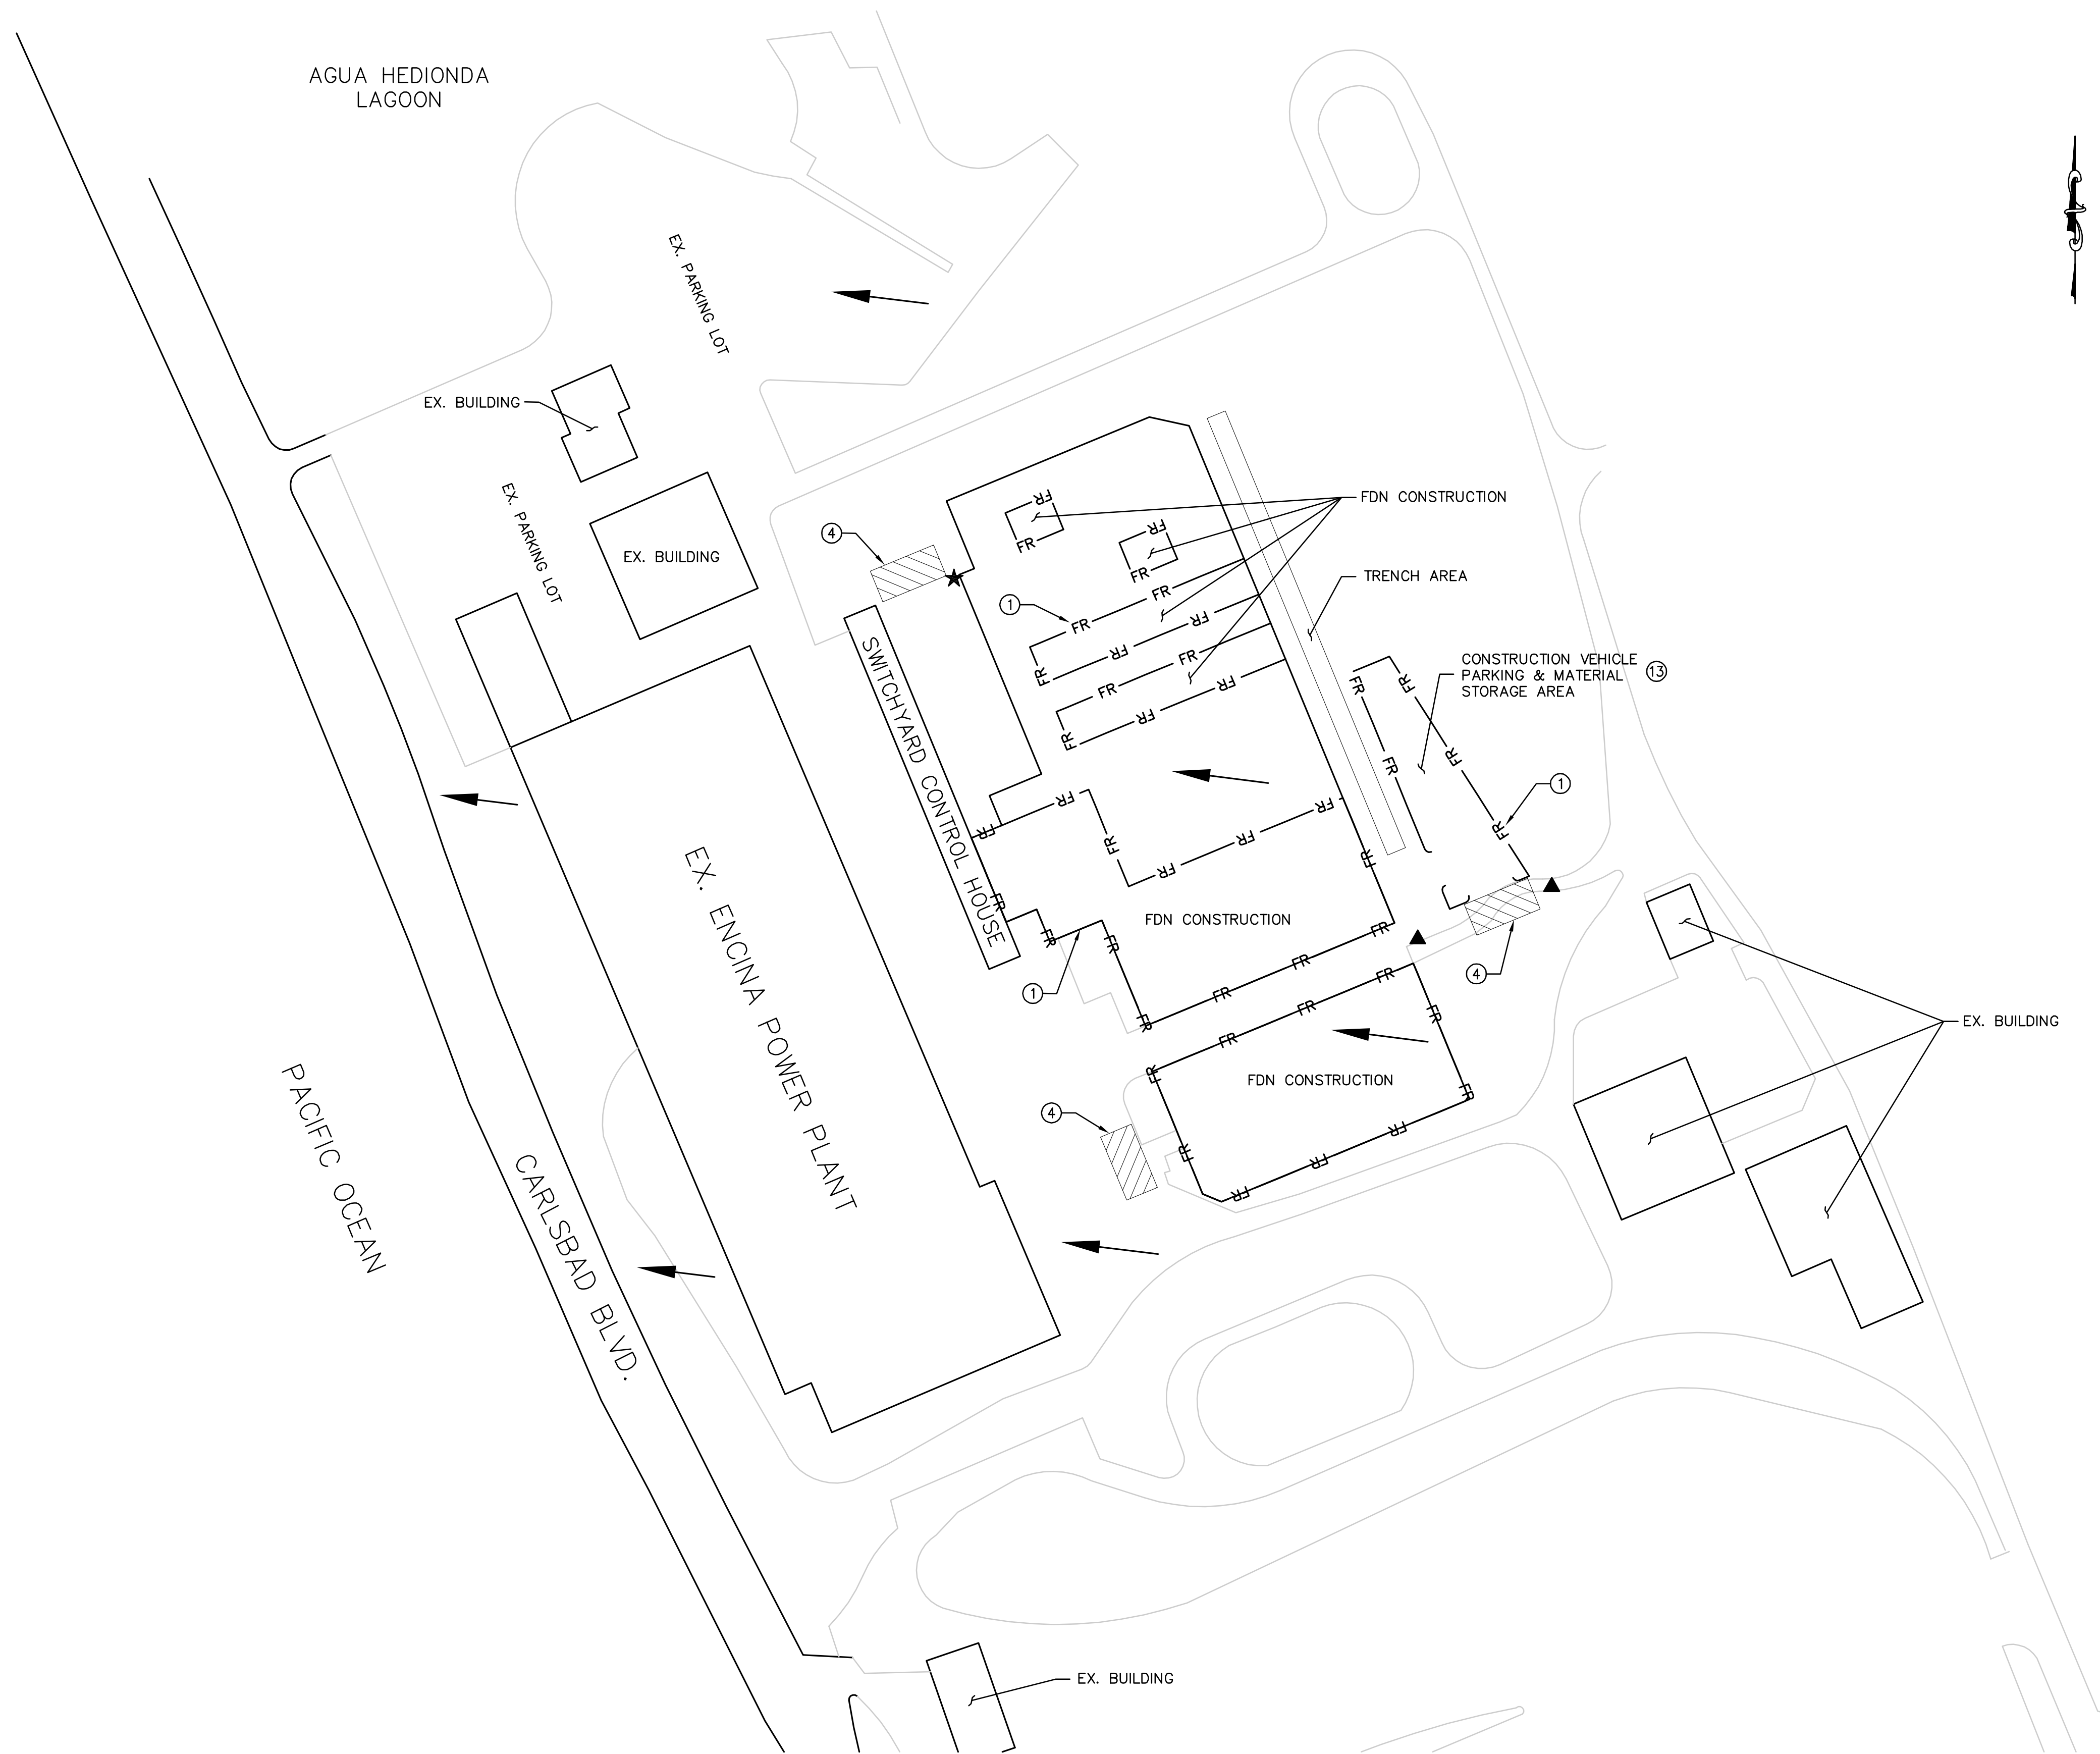 AGUA HEDIONDA
LAGOON
EX. PARKING LOT
EX. BUILDING
EX. PARKING LOT
EX. BUILDING
4
FR
FR
FR
FR
FDN CONSTRUCTION
TRENCH AREA
1
FR
FR
FR
FR
FR
FR
FR
FR
FR
FR
CONSTRUCTION VEHICLE
PARKING & MATERIAL
STORAGE AREA
13
FR
FR
FR
FR
FR
1
SWITCHYARD CONTROL HOUSE
FR
FR
FR
FR
FR
FR
FR
FR
FDN CONSTRUCTION
FR
FR
FR
FR
FR
FR
1
4
EX. ENCINA POWER PLANT
FR
FR
FR
FR
FR
FR
FR
FR
FR
FR
FDN CONSTRUCTION
4
EX. BUILDING
PACIFIC OCEAN
CARLSBAD BLVD.
EX. BUILDING